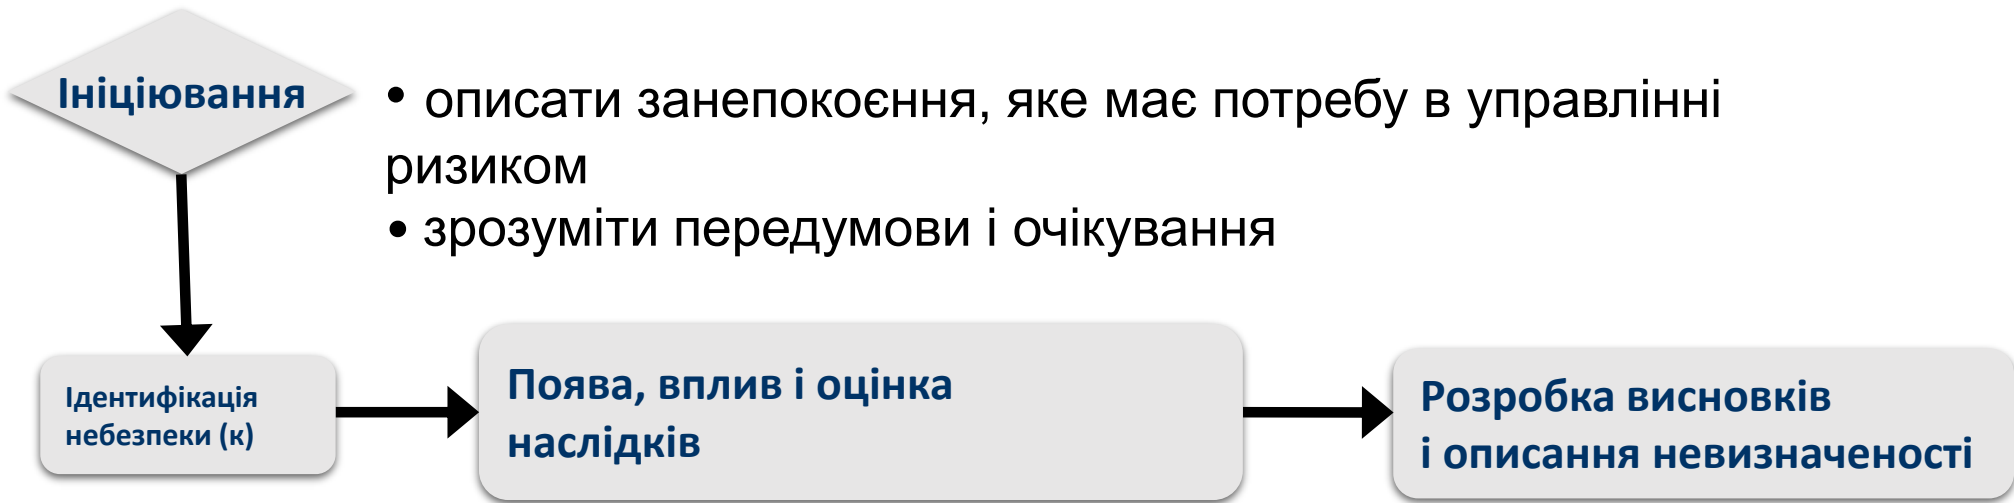 Ініціювання
• описати занепокоєння, яке має потребу в управлінні
ризиком
• зрозуміти передумови і очікування
Ідентифікація
небезпеки (к)
Поява, вплив і оцінка
наслідків
Розробка висновків
і описання невизначеності